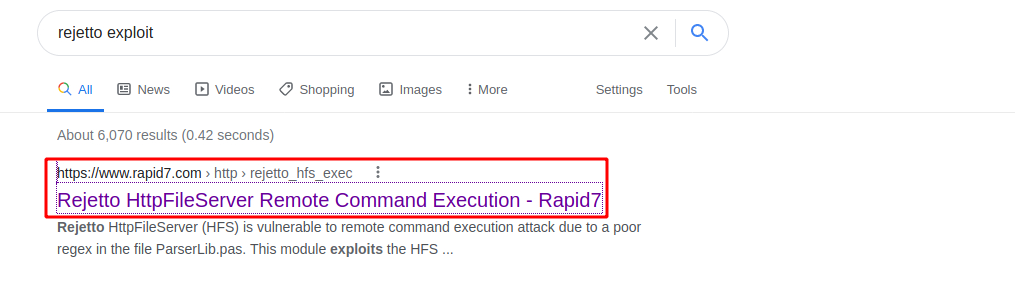 rejetto exploit
All News Videos Shopping Images More Settings Tools
About 6,070 results (0.42 seconds)
https://www.rapid7.com › http › rejetto_hfs_exec
Rejetto HttpFileServer Remote Command Execution - Rapid7
Rejetto HttpFileServer (HFS) is vulnerable to remote command execution attack due to a poor
regex in the file ParserLib.pas. This module exploits the HFS ...